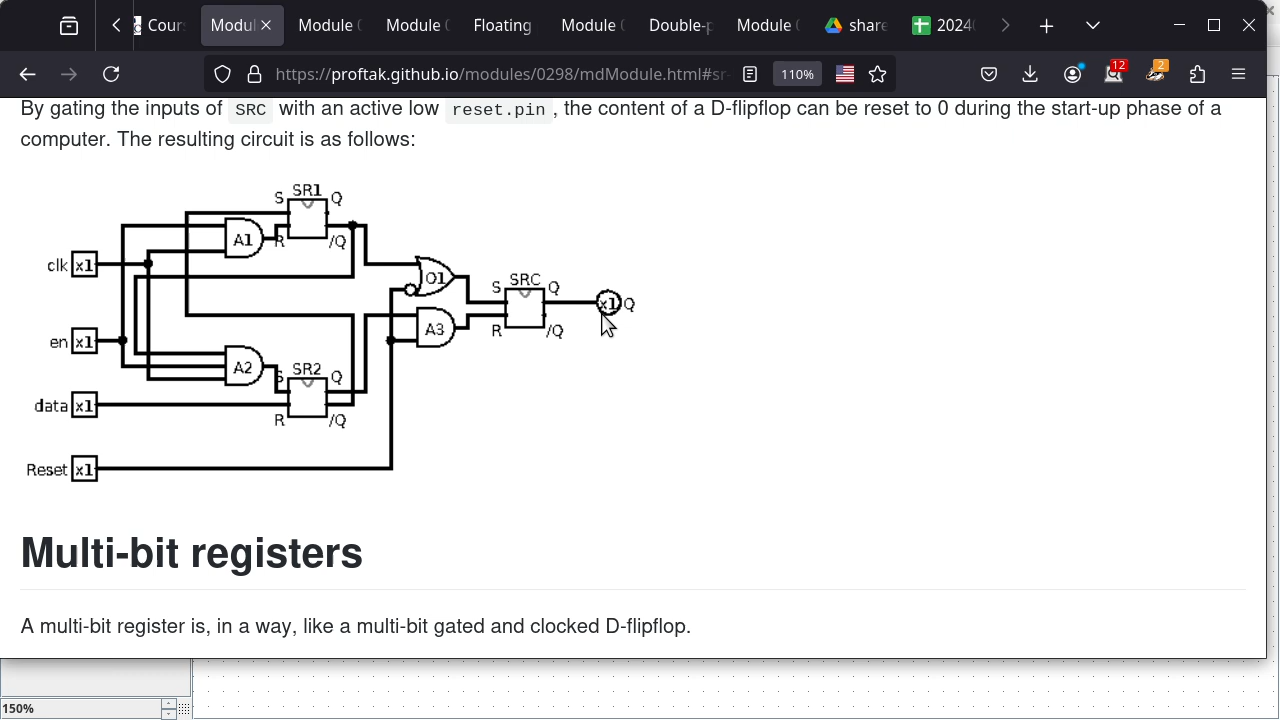 Cour
Modul
Module
Module
Floating
Module
Double-p
Module
share
2024
https://proftak.github.io/modules/0298/mdModule.html#sr-
110%
12
2
By gating the inputs of SRC with an active low reset.pin, the content of a D-flipflop can be reset to 0 during the start-up phase of a
computer. The resulting circuit is as follows:
SR1
S Q
A1
R /Q
clk x1
O1
SRC
S Q
x1 Q
A3
R /Q
en x1
A2
SR2
S Q
data x1
R /Q
Reset x1
Multi-bit registers
A multi-bit register is, in a way, like a multi-bit gated and clocked D-flipflop.
150%